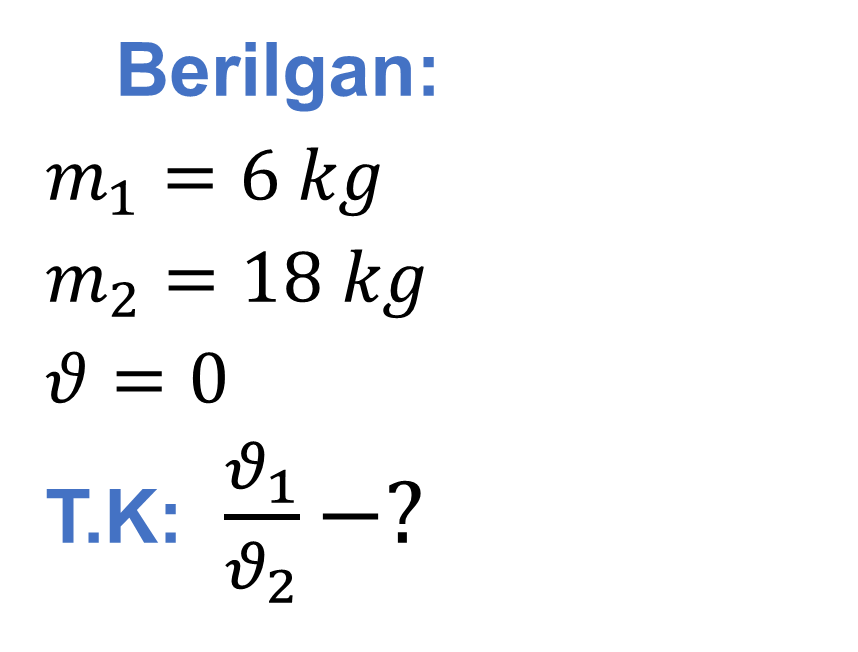 Berilgan:
𝑚₁ = 6 𝑘𝑔
𝑚₂ = 18 𝑘𝑔
𝜗 = 0
T.K: 𝜗₁/𝜗₂ −?